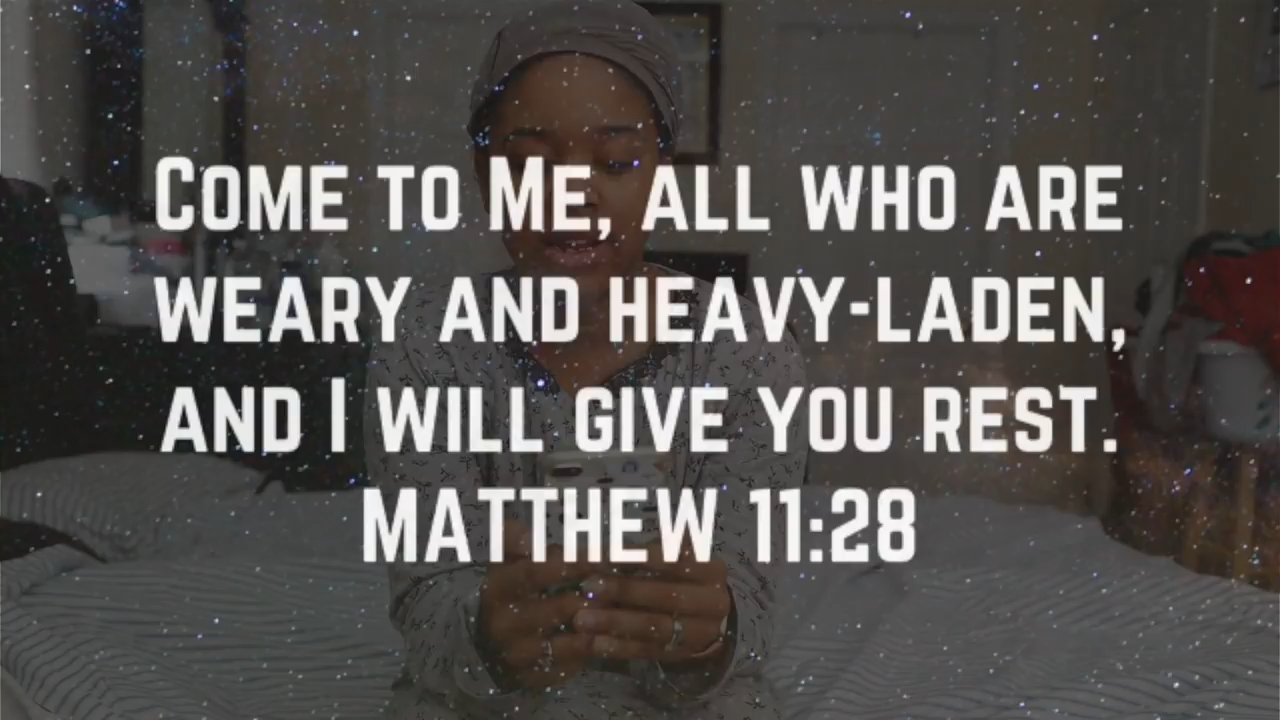 Come to Me, all who are
weary and heavy-laden,
and I will give you rest.
Matthew 11:28